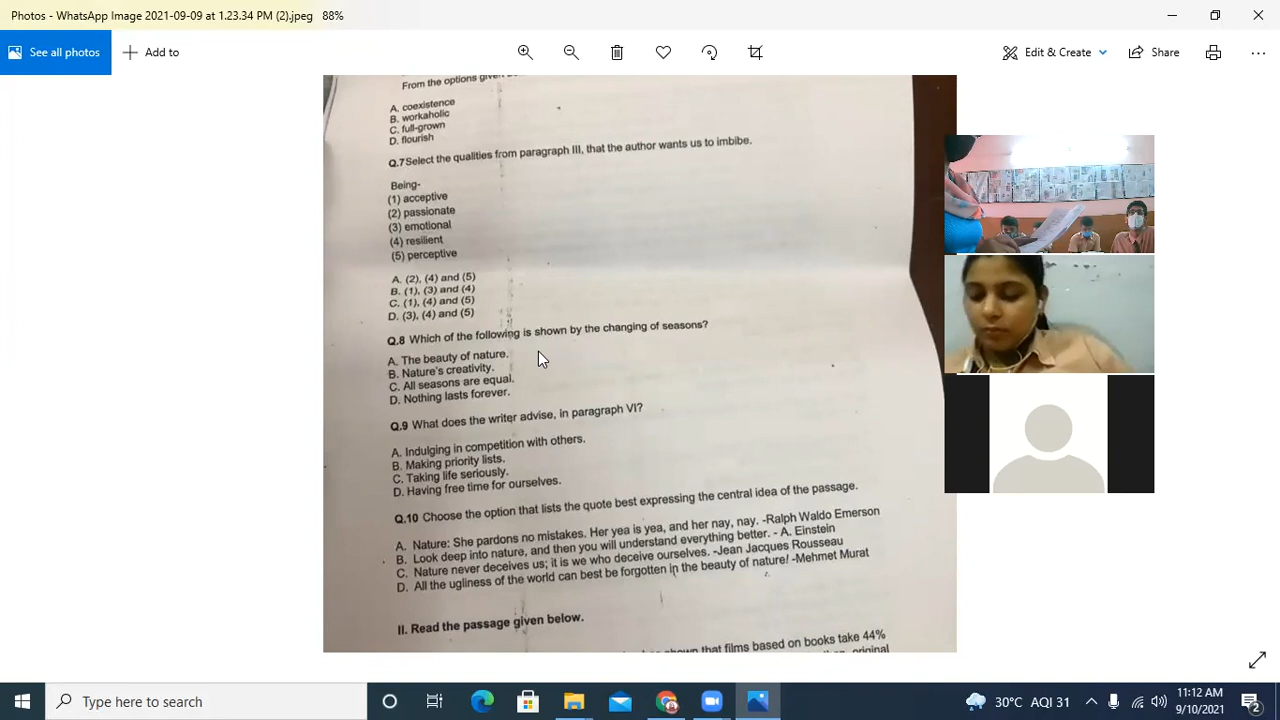 Photos - WhatsApp Image 2021-09-09 at 1.23.34 PM (2).jpeg 88%
See all photos
Add to
Edit & Create
Share
From the options given
A. coexistence
B. workaholic
C. full-grown
D. flourish
Q.7 Select the qualities from paragraph III, that the author wants us to imbibe.
Being-
(1) acceptive
(2) passionate
(3) emotional
(4) resilient
(5) perceptive
A. (2), (4) and (5)
B. (1), (3) and (4)
C. (1), (4) and (5)
D. (3), (4) and (5)
Q.8 Which of the following is shown by the changing of seasons?
A. The beauty of nature.
B. Nature's creativity.
C. All seasons are equal.
D. Nothing lasts forever.
Q.9 What does the writer advise, in paragraph VI?
A. Indulging in competition with others.
B. Making priority lists.
C. Taking life seriously.
D. Having free time for ourselves.
Q.10 Choose the option that lists the quote best expressing the central idea of the passage.
A. Nature: She pardons no mistakes. Her yea is yea, and her nay, nay. -Ralph Waldo Emerson
B. Look deep into nature, and then you will understand everything better. - A. Einstein
C. Nature never deceives us; it is we who deceive ourselves. -Jean Jacques Rousseau
D. All the ugliness of the world can best be forgotten in the beauty of nature! -Mehmet Murat
II. Read the passage given below.
shown that films based on books take 44%
original
Type here to search
30°C AQI 31
11:12 AM
9/10/2021
2